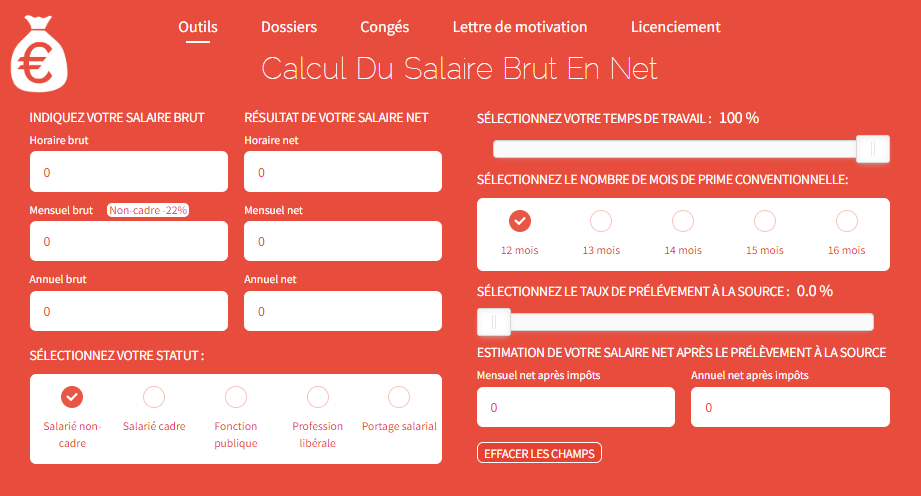 Outils Dossiers Congés Lettre de motivation Licenciement
Calcul Du Salaire Brut En Net
INDIQUEZ VOTRE SALAIRE BRUT
Horaire brut
0
Mensuel brut Non-cadre -22%
0
Annuel brut
0
RÉSULTAT DE VOTRE SALAIRE NET
Horaire net
0
Mensuel net
0
Annuel net
0
SÉLECTIONNEZ VOTRE STATUT :
Salarié non-
cadre
Salarié cadre
Fonction
publique
Profession
libérale
Portage salarial
SÉLECTIONNEZ VOTRE TEMPS DE TRAVAIL : 100 %
SÉLECTIONNEZ LE NOMBRE DE MOIS DE PRIME CONVENTIONNELLE:
12 mois 13 mois 14 mois 15 mois 16 mois
SÉLECTIONNEZ LE TAUX DE PRÉLÉVEMENT À LA SOURCE : 0.0 %
ESTIMATION DE VOTRE SALAIRE NET APRÈS LE PRÉLÈVEMENT À LA SOURCE
Mensuel net après impôts
0
Annuel net après impôts
0
EFFACER LES CHAMPS